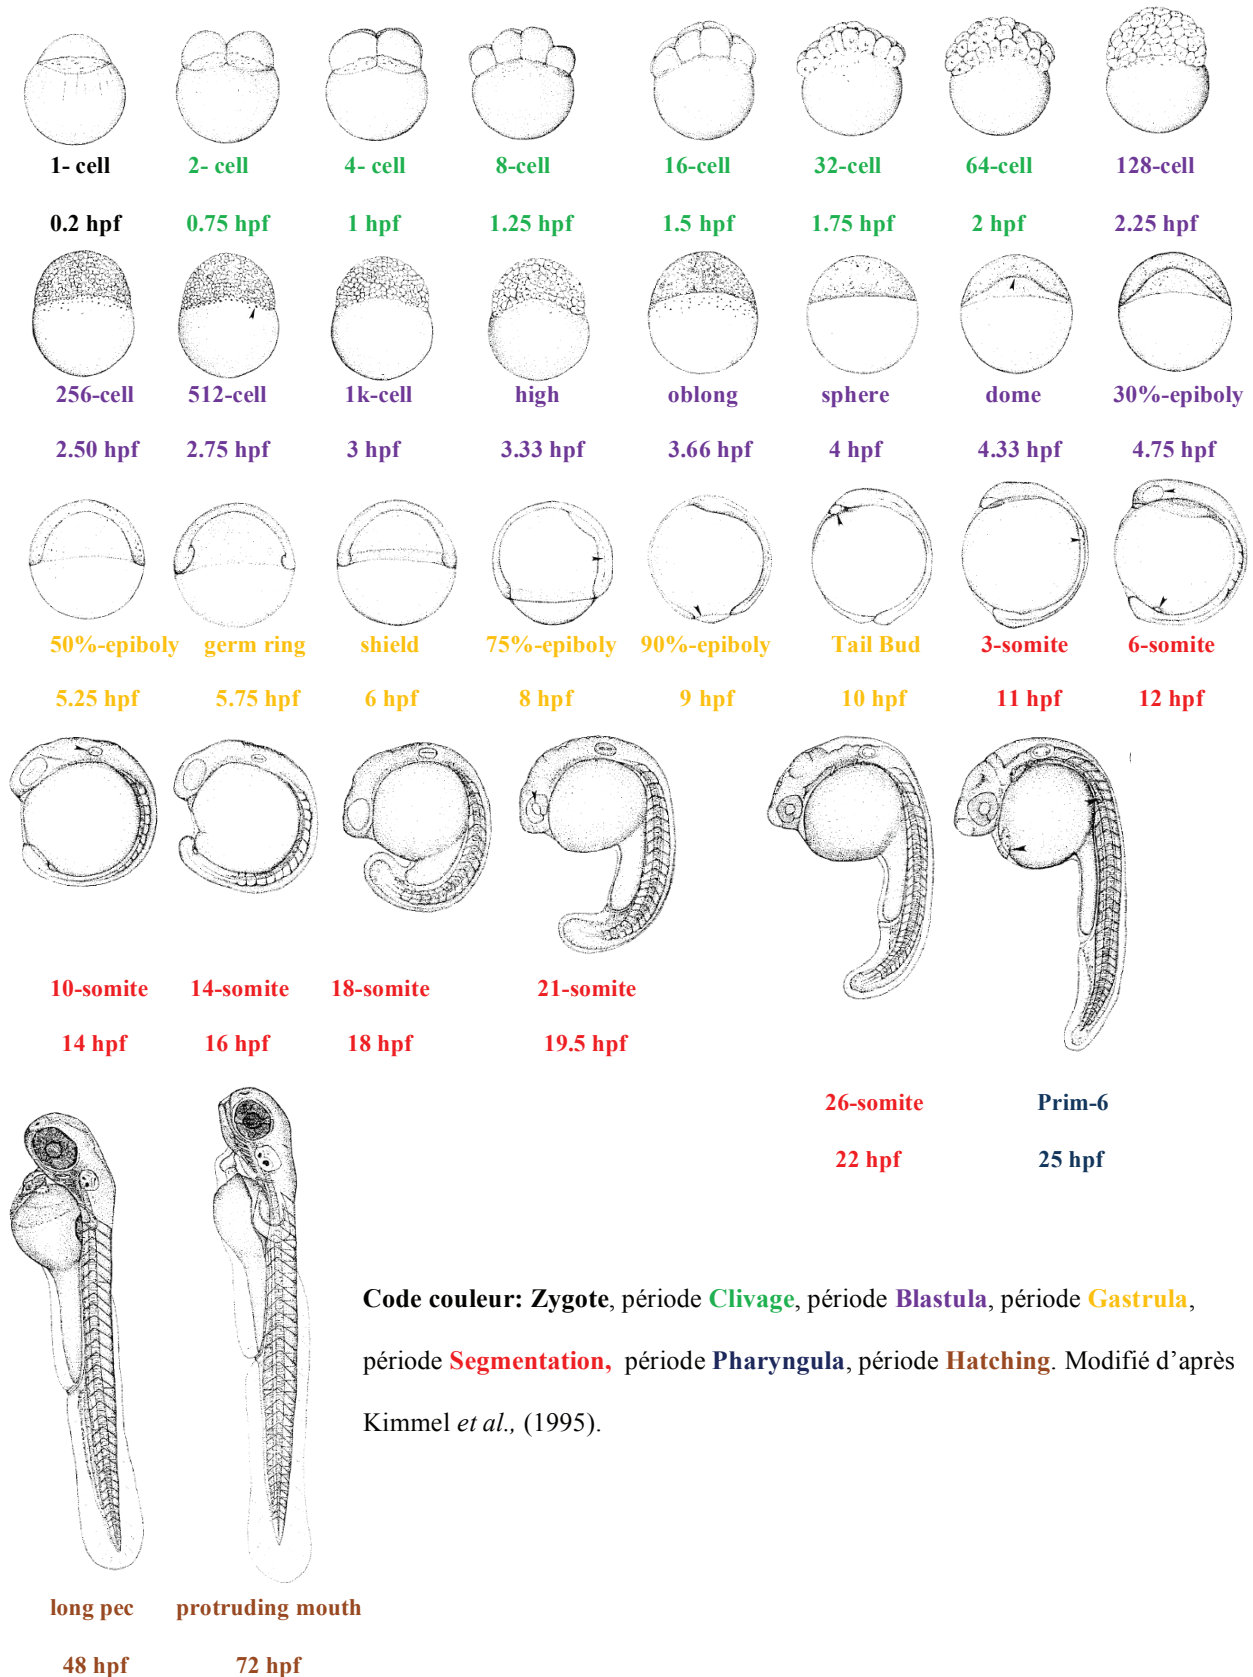 1- cell 2- cell 4- cell 8-cell 16-cell 32-cell 64-cell 128-cell
0.2 hpf 0.75 hpf 1 hpf 1.25 hpf 1.5 hpf 1.75 hpf 2 hpf 2.25 hpf
256-cell 512-cell 1k-cell high oblong sphere dome 30%-epiboly
2.50 hpf 2.75 hpf 3 hpf 3.33 hpf 3.66 hpf 4 hpf 4.33 hpf 4.75 hpf
50%-epiboly germ ring shield 75%-epiboly 90%-epiboly Tail Bud 3-somite 6-somite
5.25 hpf 5.75 hpf 6 hpf 8 hpf 9 hpf 10 hpf 11 hpf 12 hpf
10-somite 14-somite 18-somite 21-somite
14 hpf 16 hpf 18 hpf 19.5 hpf
26-somite Prim-6
22 hpf 25 hpf
Code couleur: Zygote, période Clivage, période Blastula, période Gastrula,
période Segmentation, période Pharyngula, période Hatching. Modifié d'après
Kimmel et al., (1995).
long pec protruding mouth
48 hpf 72 hpf